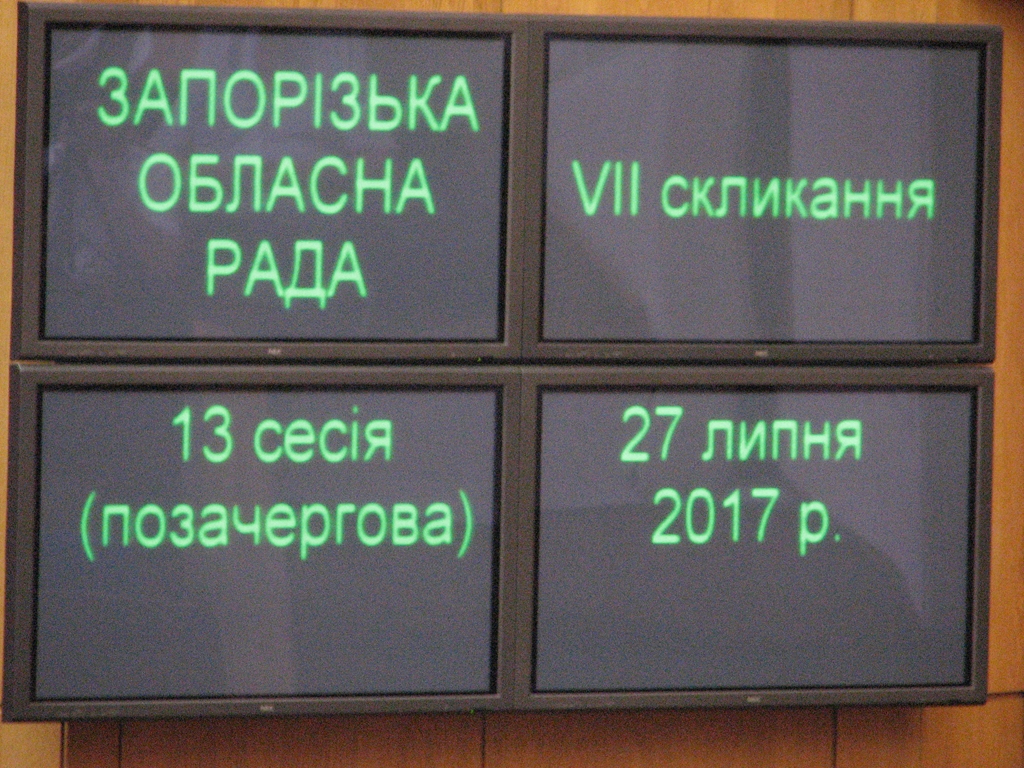 ЗАПОРІЗЬКА
ОБЛАСНА
РАДА
VII скликання
13 сесія
(позачергова)
27 липня
2017 р.